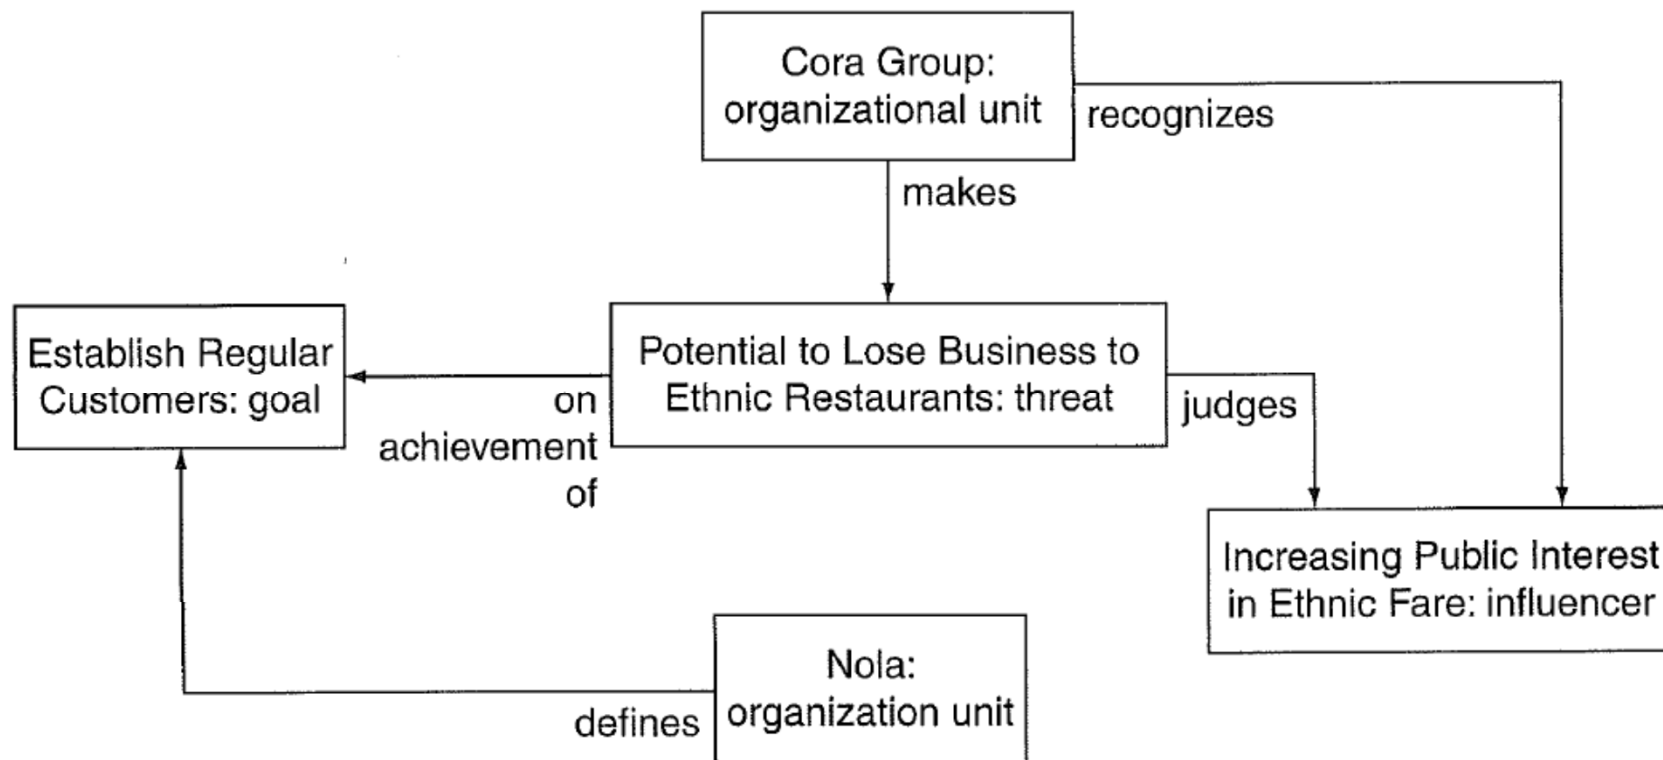 Cora Group:
organizational unit
recognizes
makes
Establish Regular
Customers: goal
on
achievement
of
Potential to Lose Business to
Ethnic Restaurants: threat
judges
Increasing Public Interest
in Ethnic Fare: influencer
Nola:
organization unit
defines